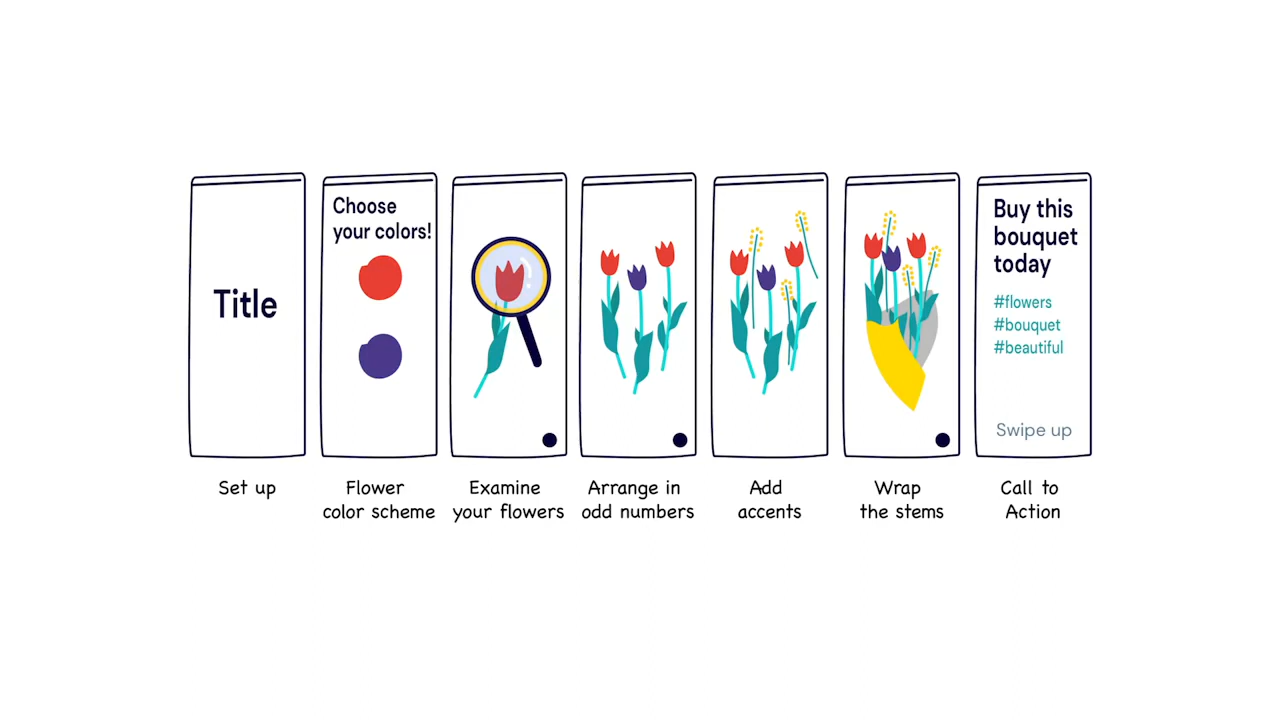 Title
Choose
your colors!
Buy this
bouquet
today
#flowers
#bouquet
#beautiful
Swipe up
Set up
Flower
color scheme
Examine
your flowers
Arrange in
odd numbers
Add
accents
Wrap
the stems
Call to
Action